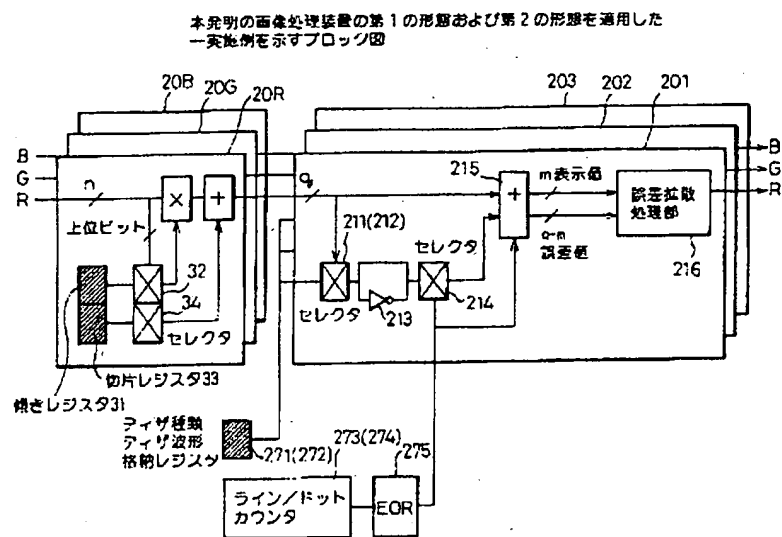 本発明の画像処理装置の第1の形態および第2の形態を適用した
一実施例を示すブロック図
20B
20G
20R
203
202
201
B
G
R
n
上位ビット
×
+
32
34
セレクタ
切片レジスタ33
傾きレジスタ31
q
211(212)
セレクタ
213
セレクタ
214
215
+
m表示値
q-m
誤差値
誤差拡散
処理部
216
B
G
R
ディザ種類
ディザ波形
格納レジスタ
271(272)
273(274)
275
ライン/ドット
カウンタ
EOR